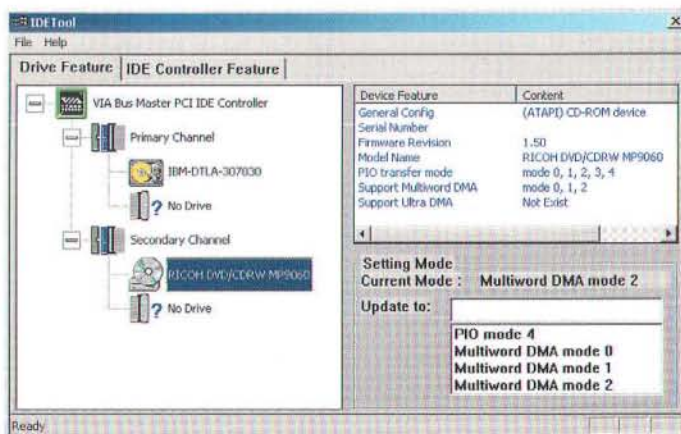 IDETool
File Help
Drive Feature IDE Controller Feature
VIA Bus Master PCI IDE Controller
Primary Channel
IBM-DTLA-307030
? No Drive
Secondary Channel
RICOH DVD/CDRW MP9060
? No Drive
Device Feature Content
General Config (ATAPI) CD-ROM device
Serial Number
Firmware Revision 1.50
Model Name RICOH DVD/CDRW MP9060
PIO transfer mode mode 0, 1, 2, 3, 4
Support Multiword DMA mode 0, 1, 2
Support Ultra DMA Not Exist
Setting Mode
Current Mode : Multiword DMA mode 2
Update to:
PIO mode 4
Multiword DMA mode 0
Multiword DMA mode 1
Multiword DMA mode 2
Ready